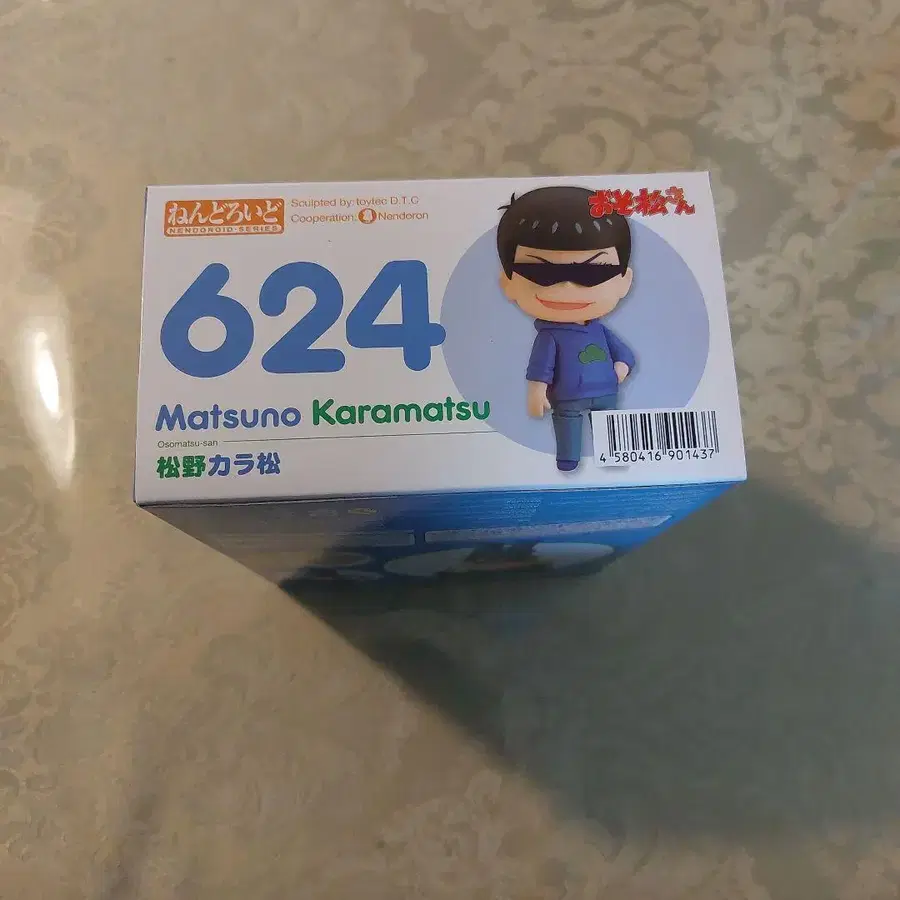 ねんどろいど
NENDOROID SERIES
Sculpted by: toytec D.T.C
Cooperation: Nendoron
おそ松さん
624
Matsuno Karamatsu
Osomatsu-san
松野カラ松
4 580416 901437